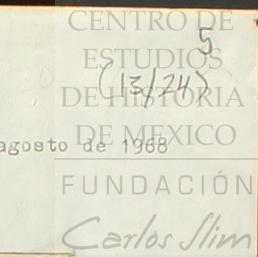 CENTRO DE
5
ESTUDIOS
(13/24)
DE HISTORIA
DE MEXICO
agosto de 1968
FUNDACIÓN
Carlos Slim